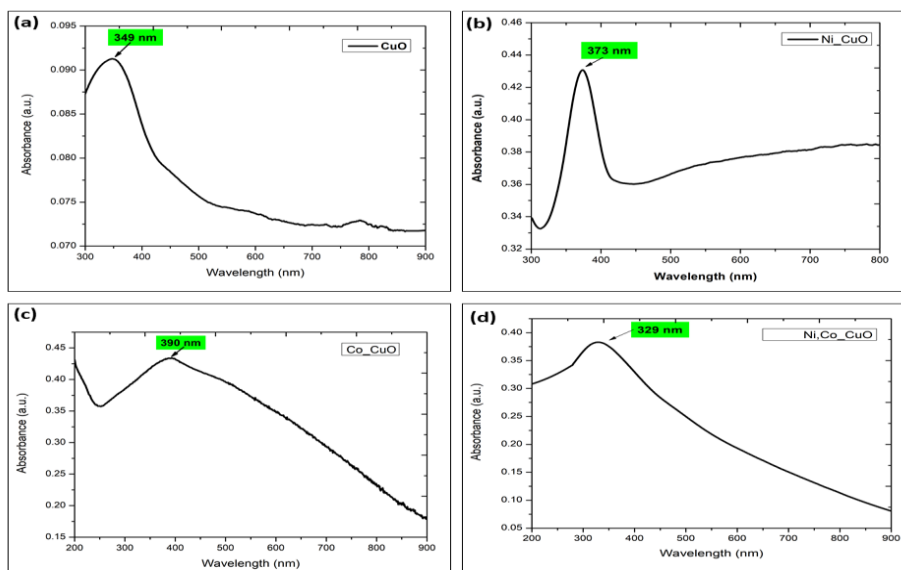 (a)
349 nm
CuO
0.095
0.090
0.085
0.080
0.075
0.070
Absorbance (a.u.)
300 400 500 600 700 800 900
Wavelength (nm)
(b)
373 nm
Ni_CuO
0.46
0.44
0.42
0.40
0.38
0.36
0.34
0.32
Absorbance (a.u.)
300 400 500 600 700 800
Wavelength (nm)
(c)
390 nm
Co_CuO
0.45
0.40
0.35
0.30
0.25
0.20
0.15
Absorbance (a.u.)
200 300 400 500 600 700 800 900
Wavelength (nm)
(d)
329 nm
Ni,Co_CuO
0.40
0.35
0.30
0.25
0.20
0.15
0.10
0.05
Absorbance (a.u.)
200 300 400 500 600 700 800 900
Wavelength (nm)